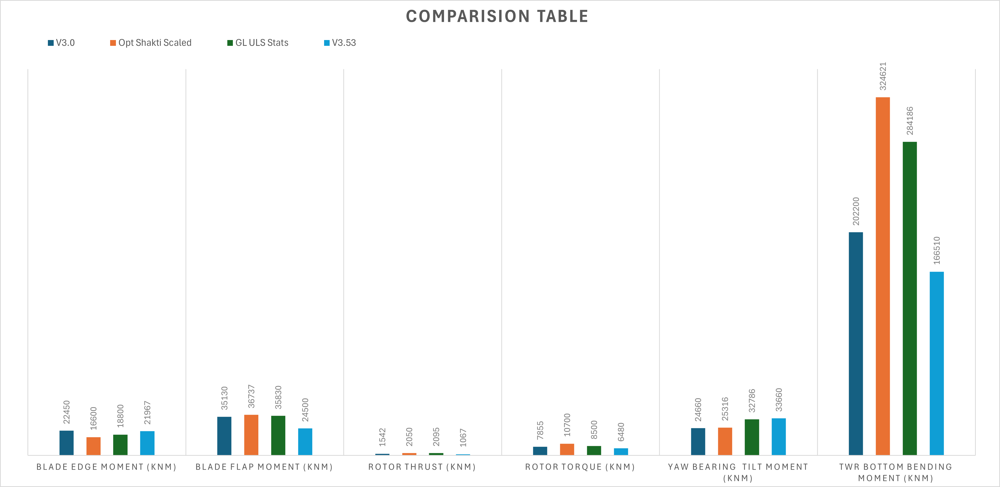 COMPARISION TABLE
V3.0 Opt Shakti Scaled GL ULS Stats V3.53
22450 16600 18800 21967
35130 36737 35830 24500
1542 2050 2095 1067
7855 10700 8500 6480
24660 25316 32786 33660
202200 324621 284186 166510
BLADE EDGE MOMENT (KNM)
BLADE FLAP MOMENT (KNM)
ROTOR THRUST (KNM)
ROTOR TORQUE (KNM)
YAW BEARING TILT MOMENT
(KNM)
TWR BOTTOM BENDING
MOMENT (KNM)